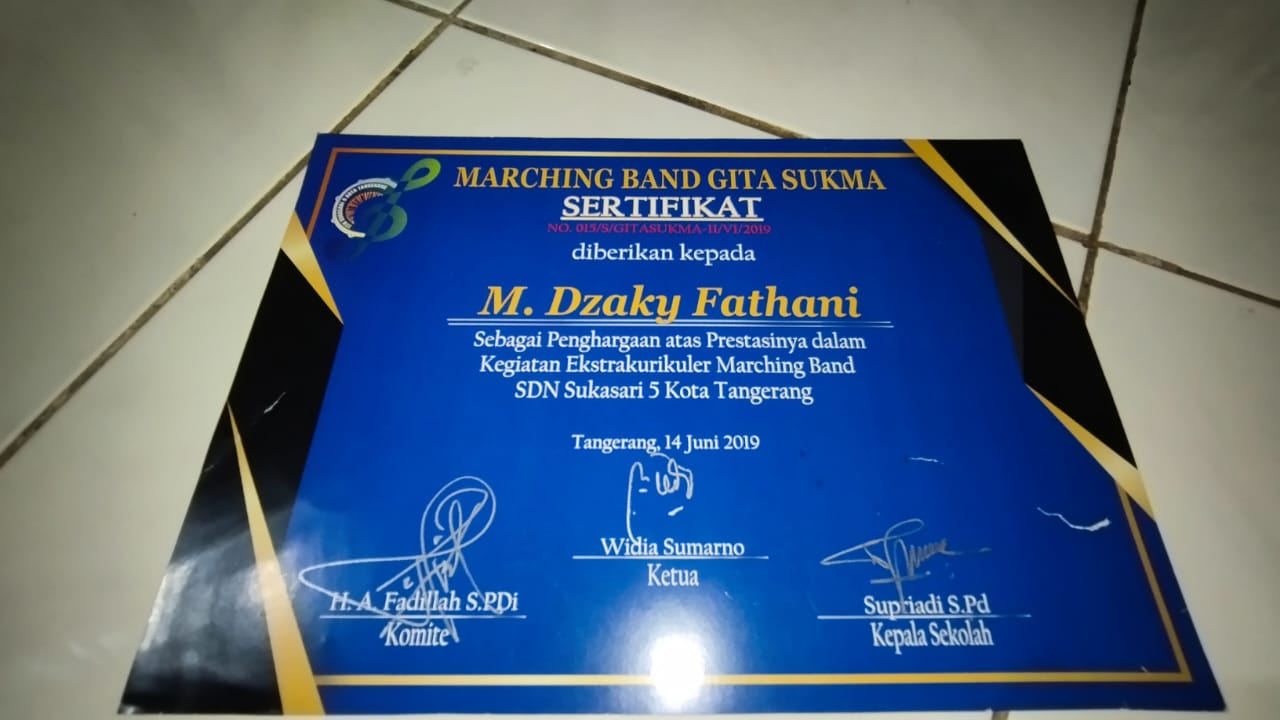 MARCHING BAND GITA SUKMA
SERTIFIKAT
NO. 015/S/GITASUKMA-II/VI/2019
diberikan kepada
M. Dzaky Fathani
Sebagai Penghargaan atas Prestasinya dalam
Kegiatan Ekstrakurikuler Marching Band
SDN Sukasari 5 Kota Tangerang
Tangerang, 14 Juni 2019
Widia Sumarno
Ketua
H. A. Fadillah S.PDi
Komite
Supriadi S.Pd
Kepala Sekolah